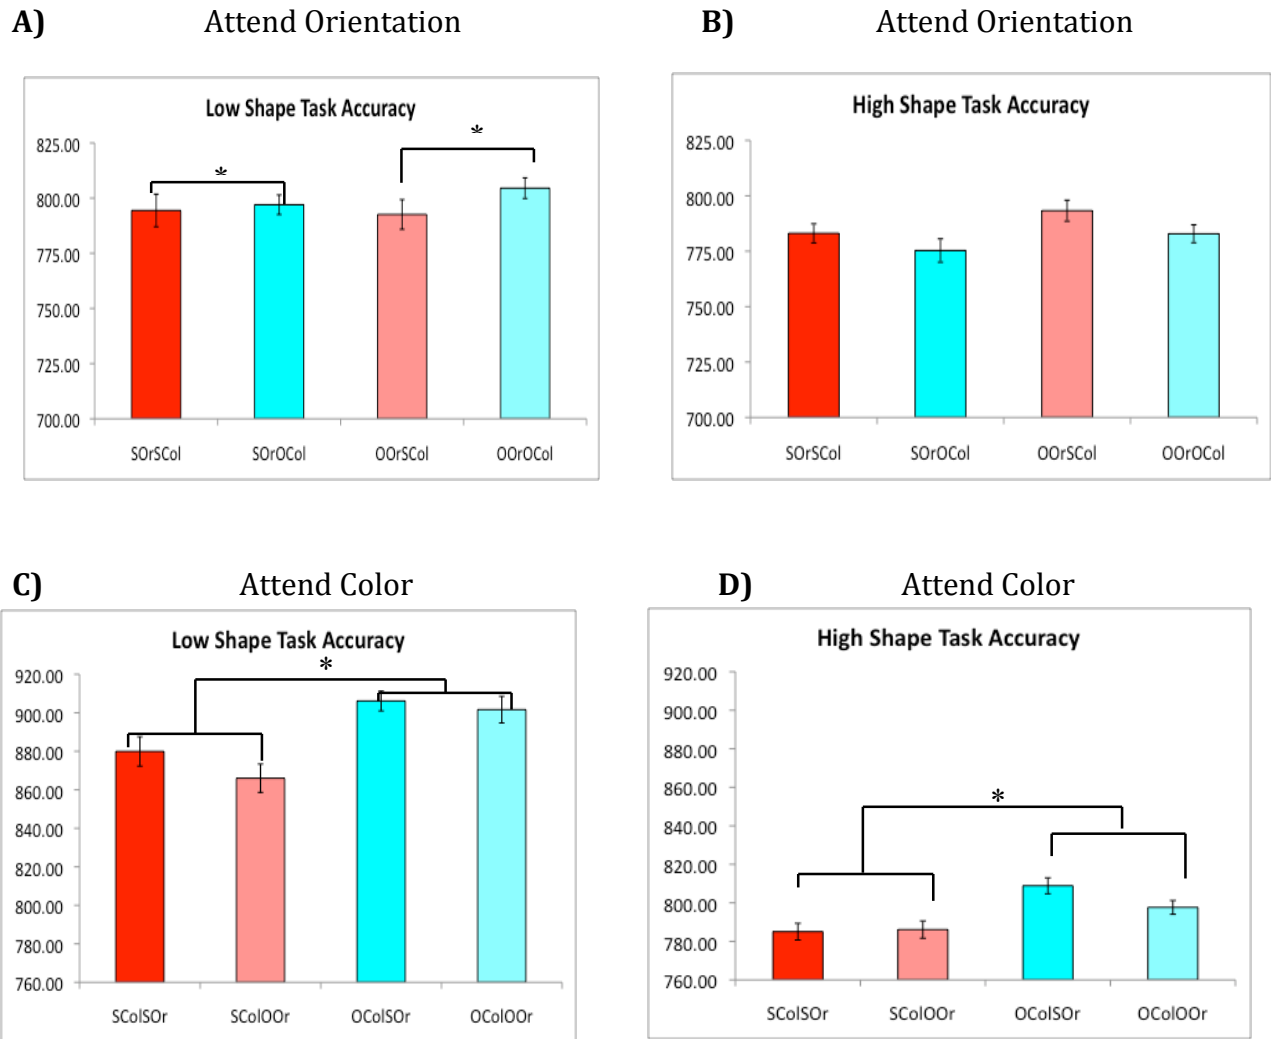 A) Attend Orientation
B) Attend Orientation
Low Shape Task Accuracy
825.00
800.00
775.00
750.00
725.00
700.00
*
*
SOrSCol SOrOCol OOrSCol OOrOCol
High Shape Task Accuracy
825.00
800.00
775.00
750.00
725.00
700.00
SOrSCol SOrOCol OOrSCol OOrOCol
C) Attend Color
D) Attend Color
Low Shape Task Accuracy
*
920.00
900.00
880.00
860.00
840.00
820.00
800.00
780.00
760.00
SColSOr SColOOr OColSOr OColOOr
High Shape Task Accuracy
920.00
900.00
880.00
860.00
840.00
820.00
800.00
780.00
760.00
*
SColSOr SColOOr OColSOr OColOOr